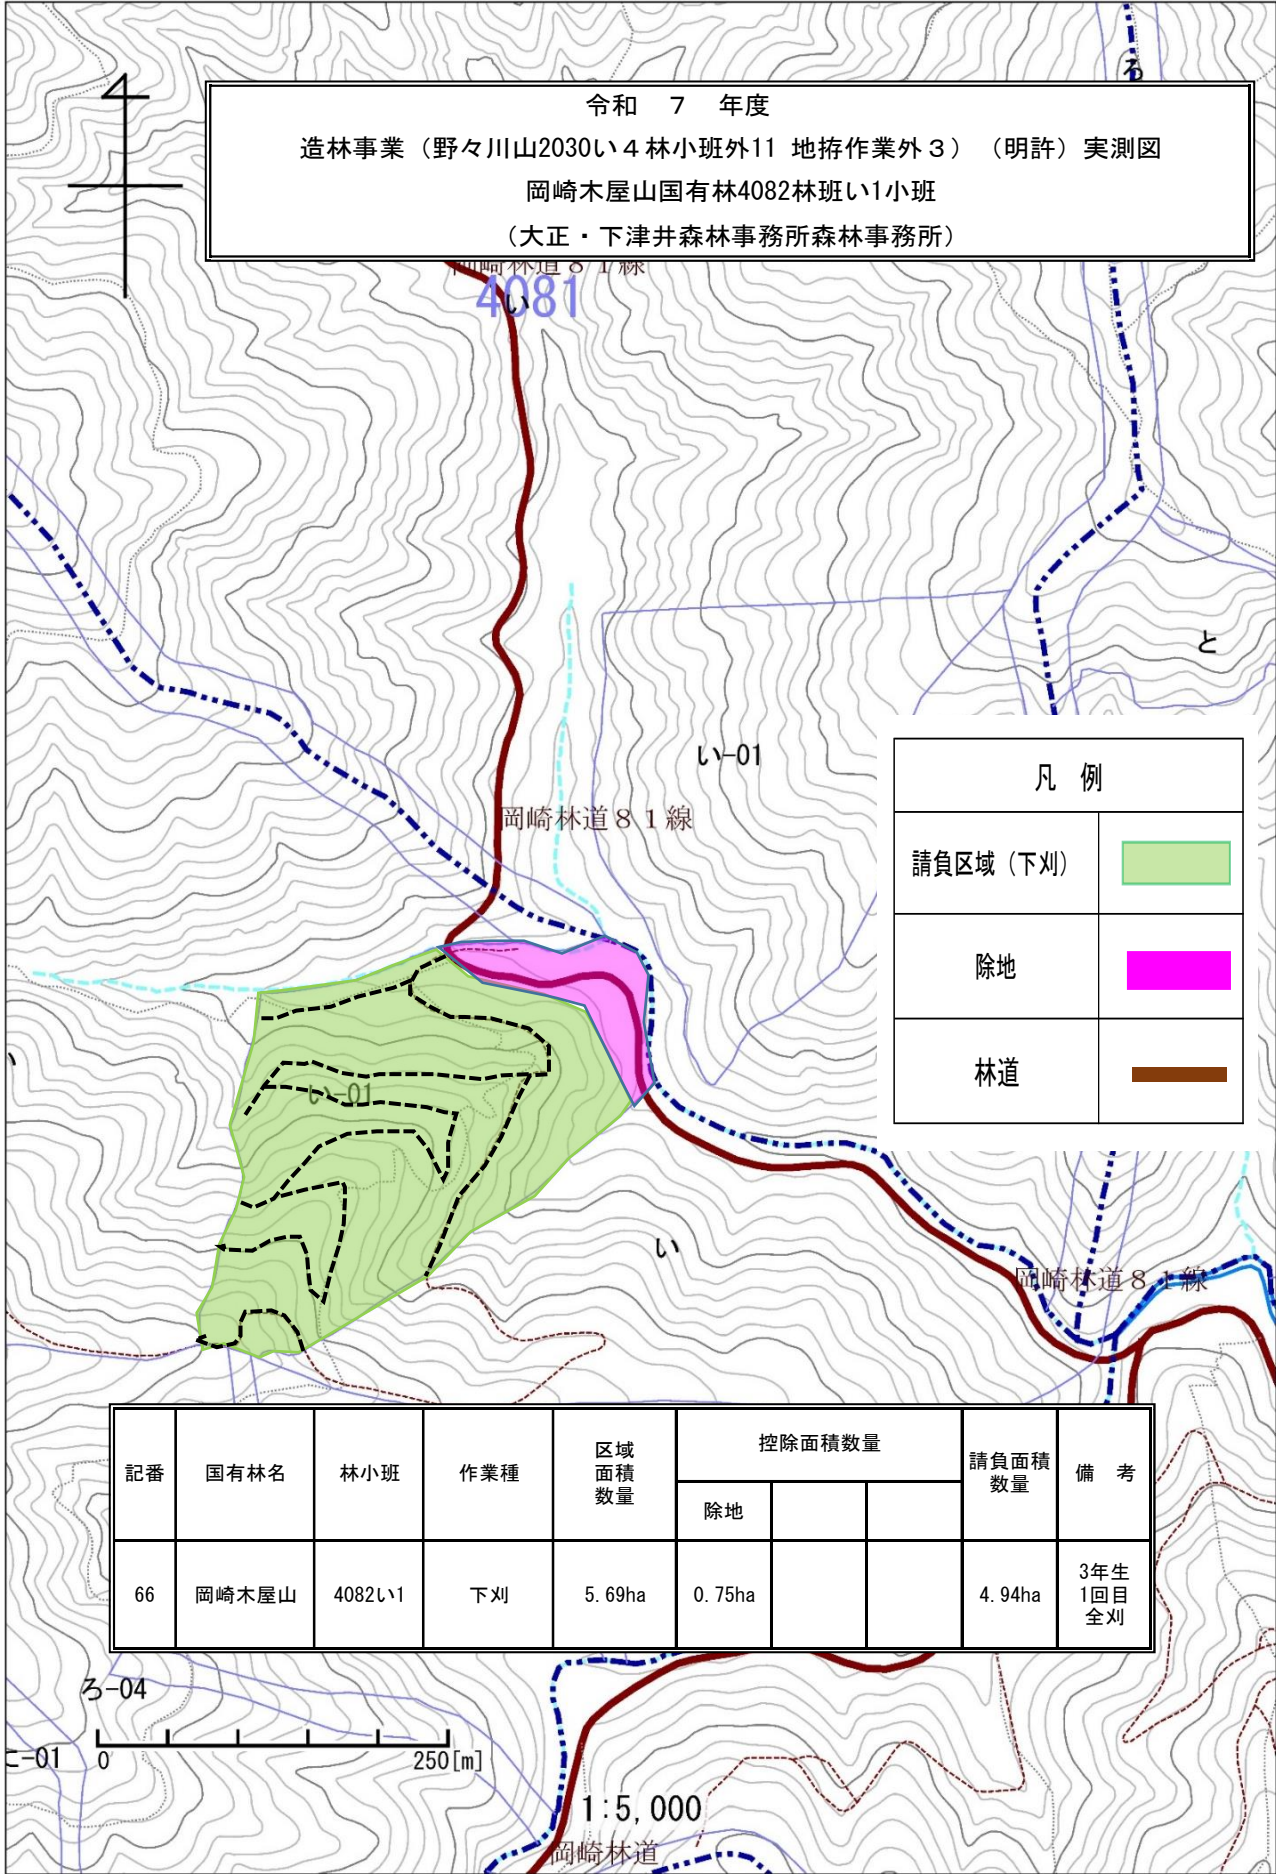 令和　7　年度
造林事業（野々川山2030い４林小班外11 地拵作業外３）（明許）実測図
岡崎木屋山国有林4082林班い1小班
（大正・下津井森林事務所森林事務所）
ろ
岡崎林道８１線
4081
い
と
い-01
岡崎林道８１線
凡　例
請負区域（下刈）
除地
林道
い-01
い
岡崎林道８１線
記番
国有林名
林小班
作業種
区域
面積
数量
控除面積数量
除地
請負面積
数量
備　考
66
岡崎木屋山
4082い1
下刈
5.69ha
0.75ha
4.94ha
3年生
1回目
全刈
ろ-04
-01
0
250[m]
1:5,000
岡崎林道